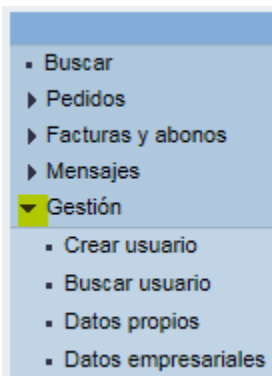 Buscar
Pedidos
Facturas y abonos
Mensajes
Gestión
Crear usuario
Buscar usuario
Datos propios
Datos empresariales